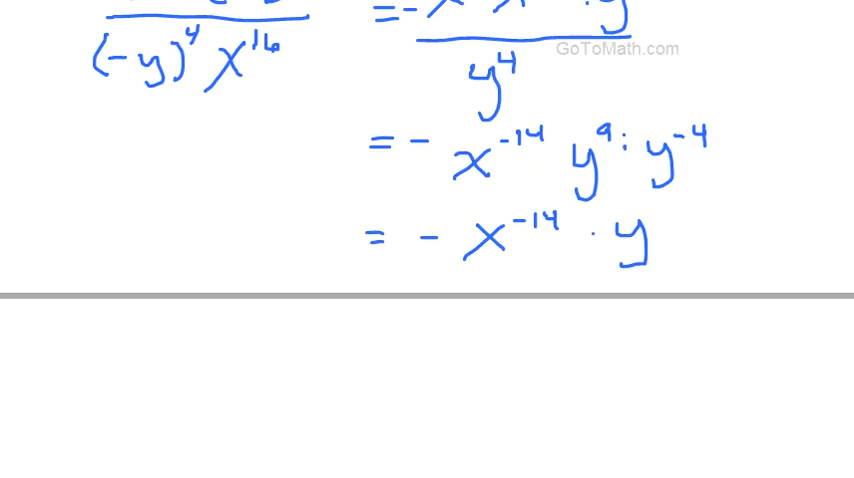 (-y)^4 x^16
= -
y^4
GoToMath.com
= - x^-14 y^9 · y^-4
= - x^-14 · y